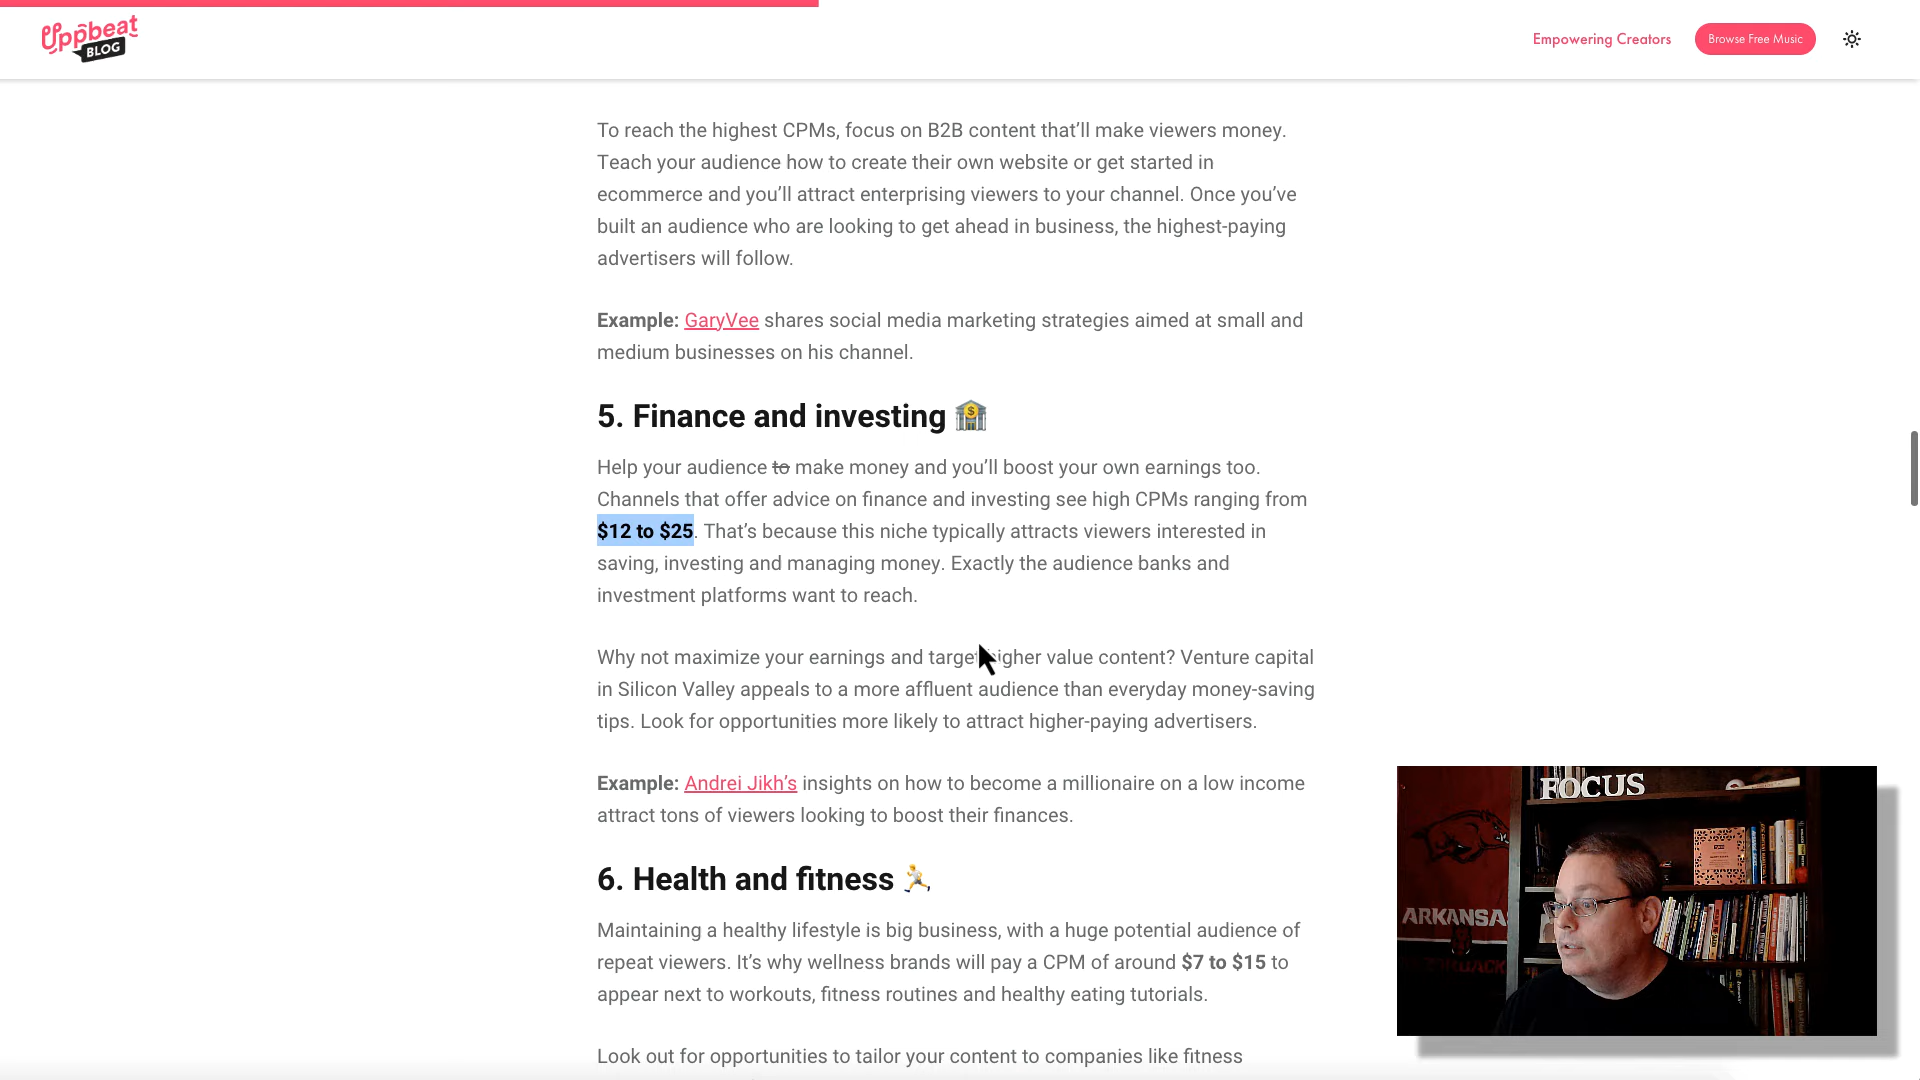 Uppbeat
BLOG
Empowering Creators
Browse Free Music
To reach the highest CPMs, focus on B2B content that’ll make viewers money.
Teach your audience how to create their own website or get started in
ecommerce and you’ll attract enterprising viewers to your channel. Once you’ve
built an audience who are looking to get ahead in business, the highest-paying
advertisers will follow.
Example: GaryVee shares social media marketing strategies aimed at small and
medium businesses on his channel.
5. Finance and investing
Help your audience to make money and you’ll boost your own earnings too.
Channels that offer advice on finance and investing see high CPMs ranging from
$12 to $25. That’s because this niche typically attracts viewers interested in
saving, investing and managing money. Exactly the audience banks and
investment platforms want to reach.
Why not maximize your earnings and target higher value content? Venture capital
in Silicon Valley appeals to a more affluent audience than everyday money-saving
tips. Look for opportunities more likely to attract higher-paying advertisers.
Example: Andrei Jikh’s insights on how to become a millionaire on a low income
attract tons of viewers looking to boost their finances.
6. Health and fitness
Maintaining a healthy lifestyle is big business, with a huge potential audience of
repeat viewers. It’s why wellness brands will pay a CPM of around $7 to $15 to
appear next to workouts, fitness routines and healthy eating tutorials.
Look out for opportunities to tailor your content to companies like fitness
FOCUS
ARKANSA